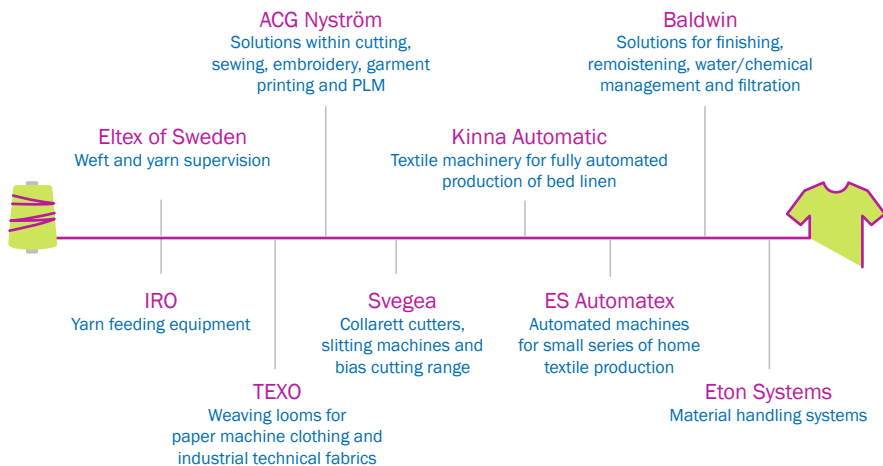 ACG Nyström
Solutions within cutting,
sewing, embroidery, garment
printing and PLM
Baldwin
Solutions for finishing,
remoistening, water/chemical
management and filtration
Eltex of Sweden
Weft and yarn supervision
Kinna Automatic
Textile machinery for fully automated
production of bed linen
IRO
Yarn feeding equipment
Svegea
Collarett cutters,
slitting machines and
bias cutting range
ES Automatex
Automated machines
for small series of home
textile production
TEXO
Weaving looms for
paper machine clothing and
industrial technical fabrics
Eton Systems
Material handling systems